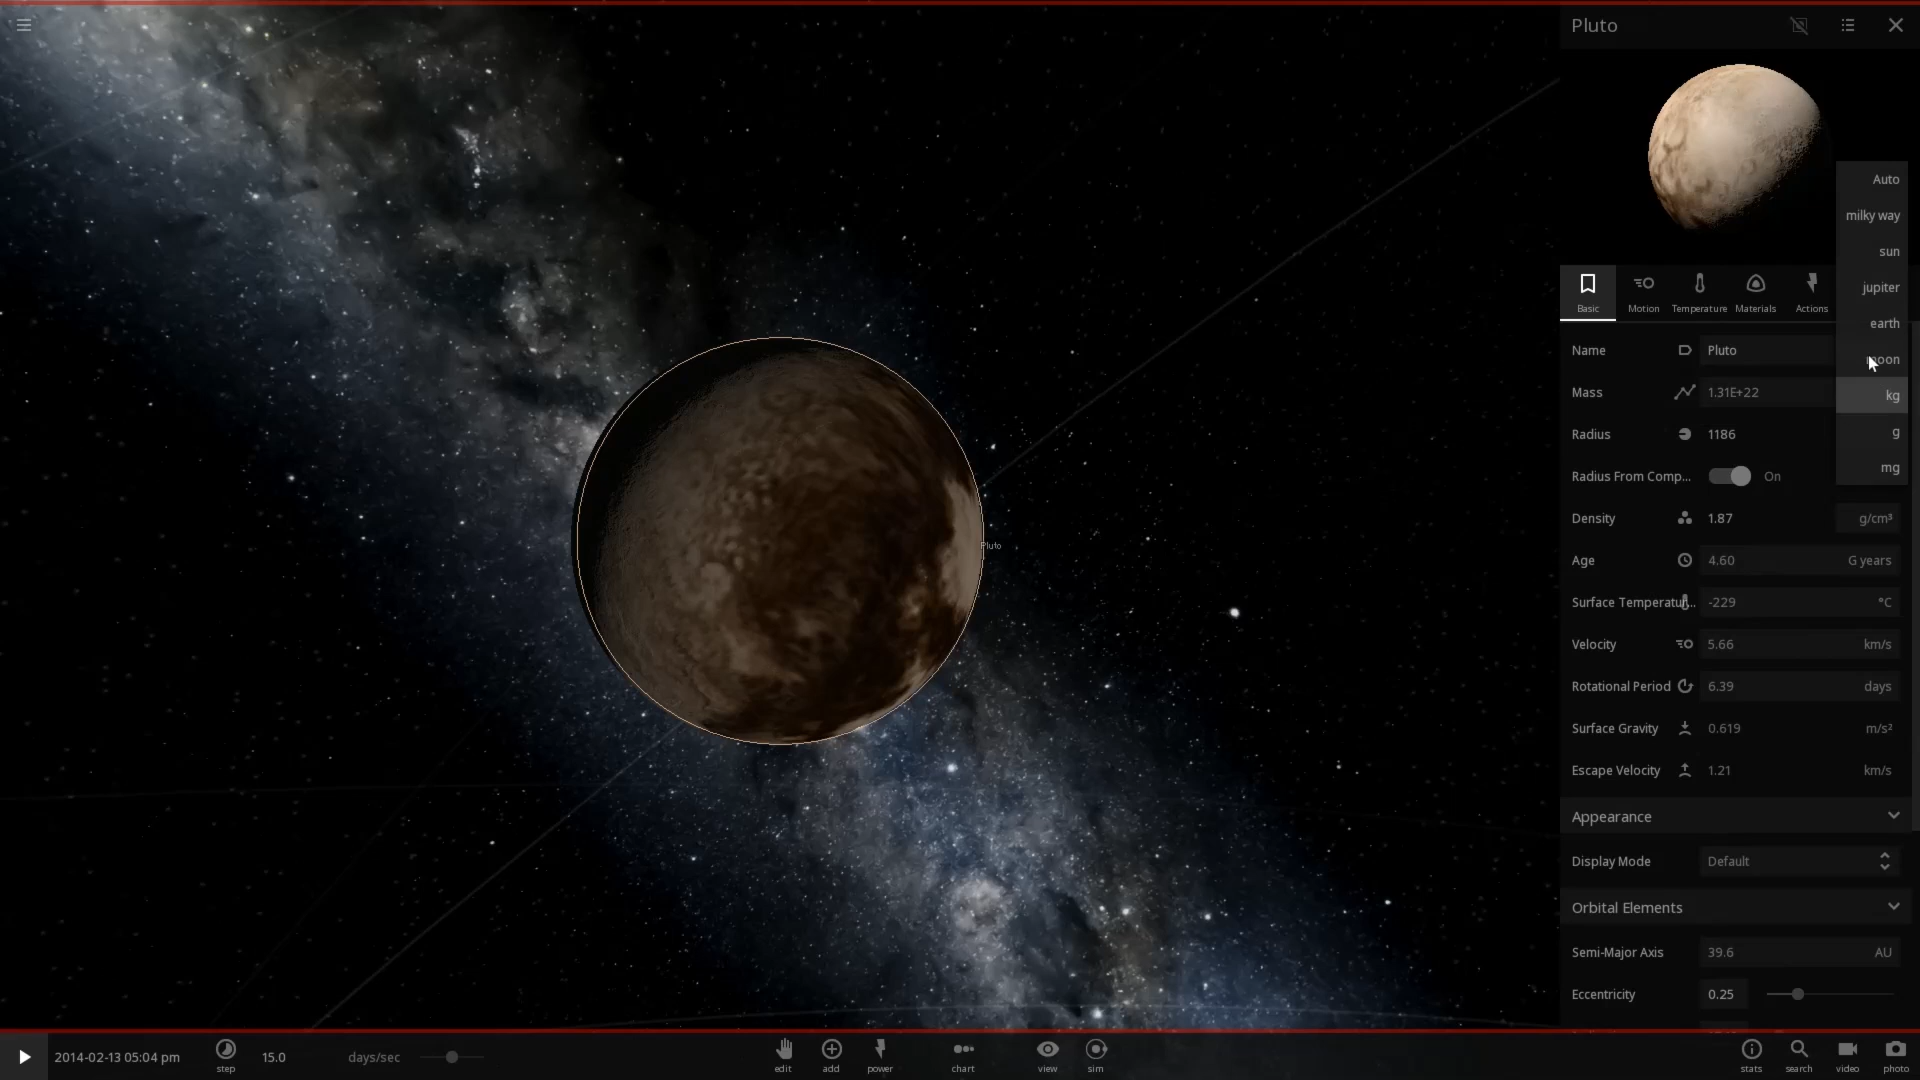 Pluto
Auto
milky way
sun
jupiter
earth
moon
kg
g
mg
Basic
Motion
Temperature
Materials
Actions
Name Pluto
Mass 1.31E+22
Radius 1186
Radius From Comp... On
Density 1.87 g/cm³
Age 4.60 G years
Surface Temperatur... -229 °C
Velocity 5.66 km/s
Rotational Period 6.39 days
Surface Gravity 0.619 m/s²
Escape Velocity 1.21 km/s
Appearance
Display Mode Default
Orbital Elements
Semi-Major Axis 39.6 AU
Eccentricity 0.25
Pluto
2014-02-13 05:04 pm
step
15.0 days/sec
edit
add
power
chart
view
sim
stats
search
video
photo